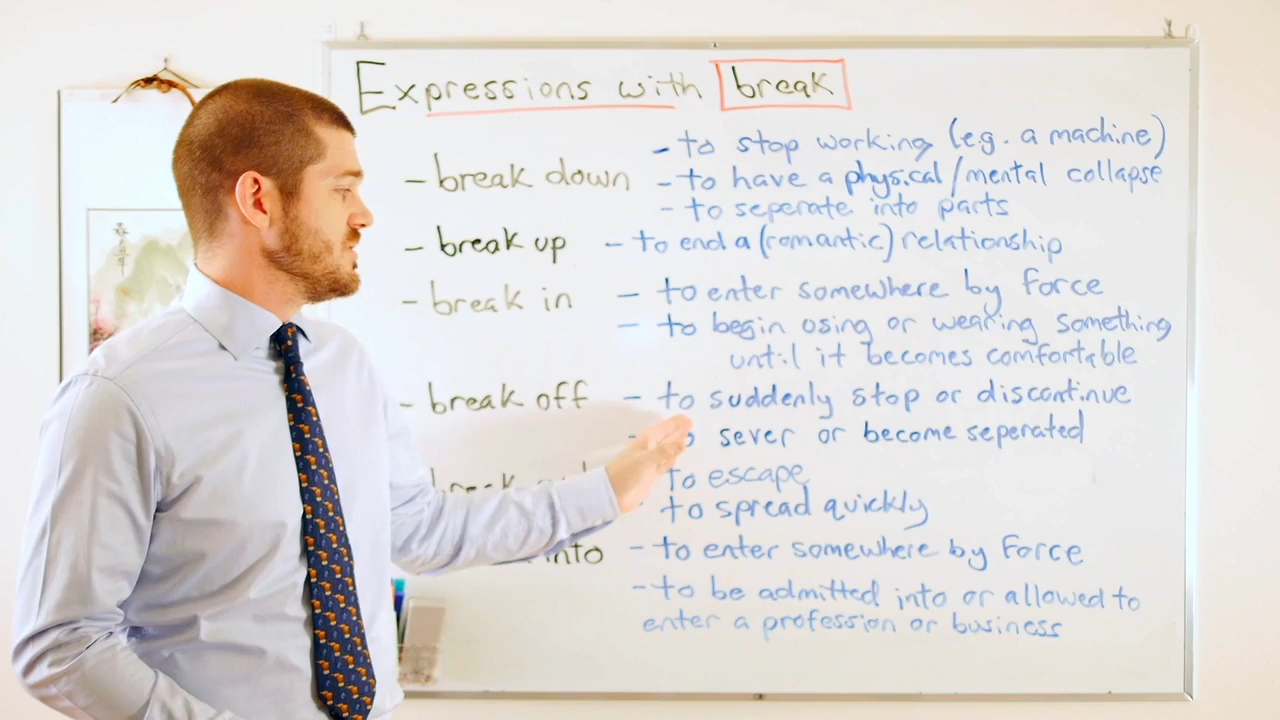 Expressions with break
- break down - to stop working (e.g. a machine)
- to have a physical/mental collapse
- to seperate into parts
- break up - to end a (romantic) relationship
- break in - to enter somewhere by force
- to begin using or wearing something
until it becomes comfortable
- break off - to suddenly stop or discontinue
- sever or become seperated
to escape
- to spread quickly
into - to enter somewhere by force
- to be admitted into or allowed to
enter a profession or business